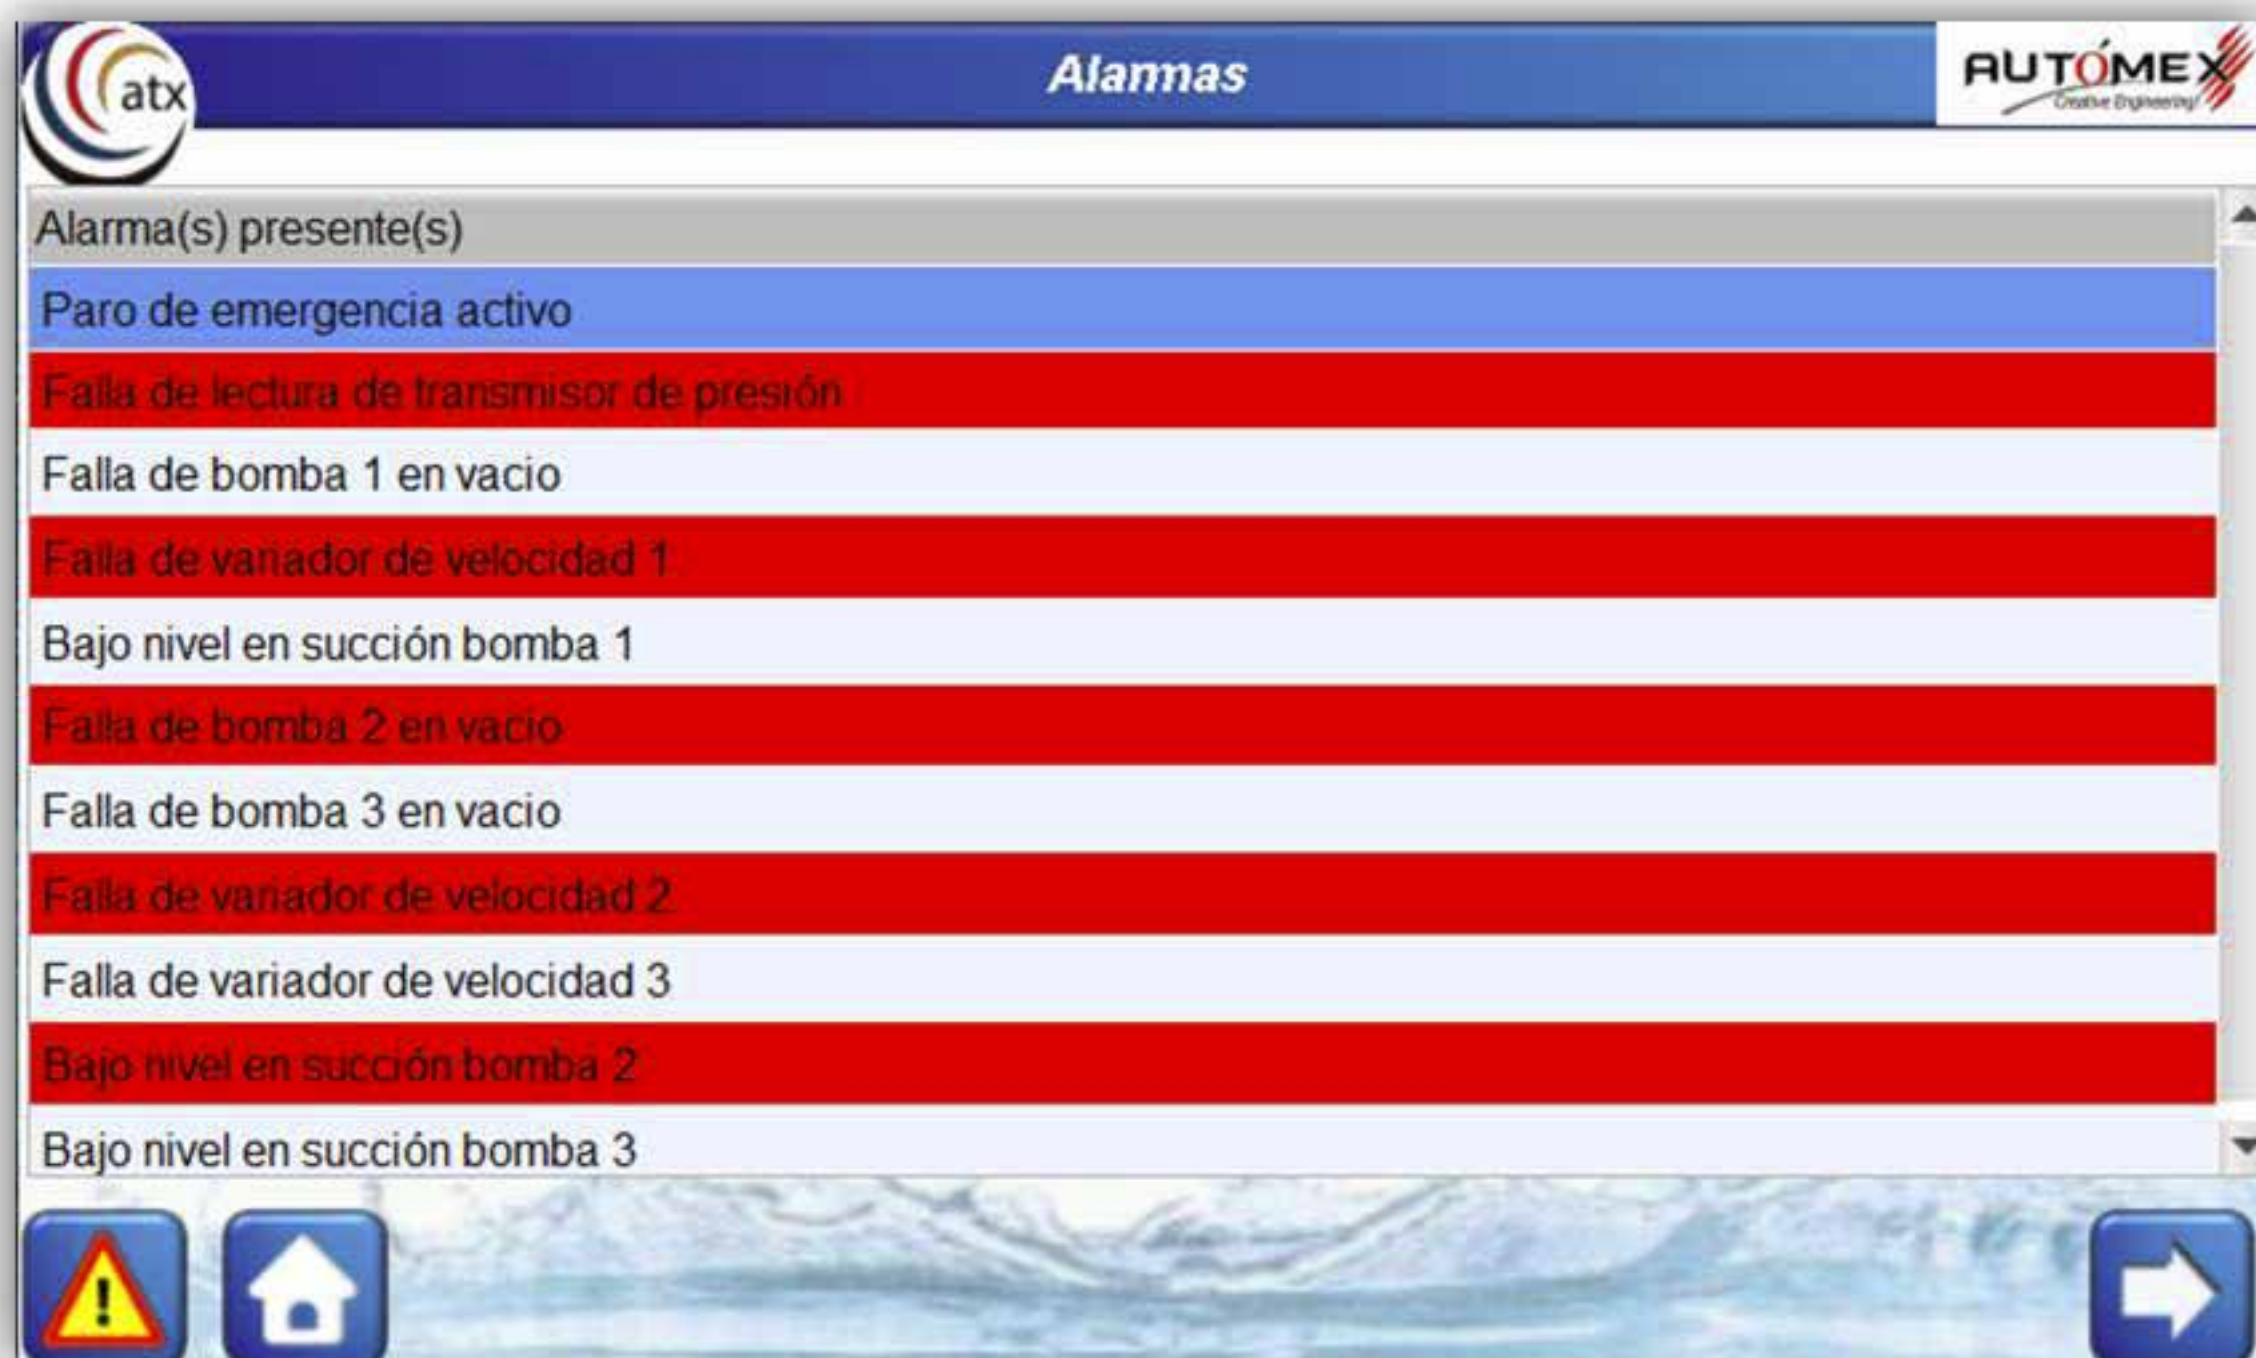 atx
Alarmas
AUTÓMEX
Creative Engineering!
Alarma(s) presente(s)
Paro de emergencia activo
Falla de lectura de transmisor de presión
Falla de bomba 1 en vacio
Falla de variador de velocidad 1
Bajo nivel en succión bomba 1
Falla de bomba 2 en vacio
Falla de bomba 3 en vacio
Falla de variador de velocidad 2
Falla de variador de velocidad 3
Bajo nivel en succión bomba 2
Bajo nivel en succión bomba 3